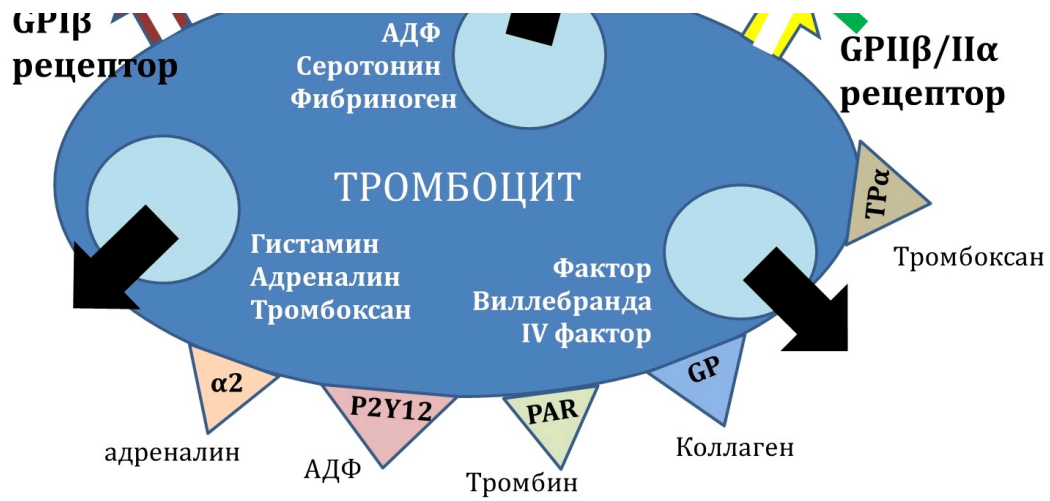 GPIβ
рецептор
АДФ
Серотонин
Фибриноген
GPIIβ/IIα
рецептор
ТРОМБОЦИТ
TPα
Тромбоксан
Гистамин
Адреналин
Тромбоксан
Фактор
Виллебранда
IV фактор
α2
P2Y12
PAR
GP
адреналин
АДФ
Тромбин
Коллаген